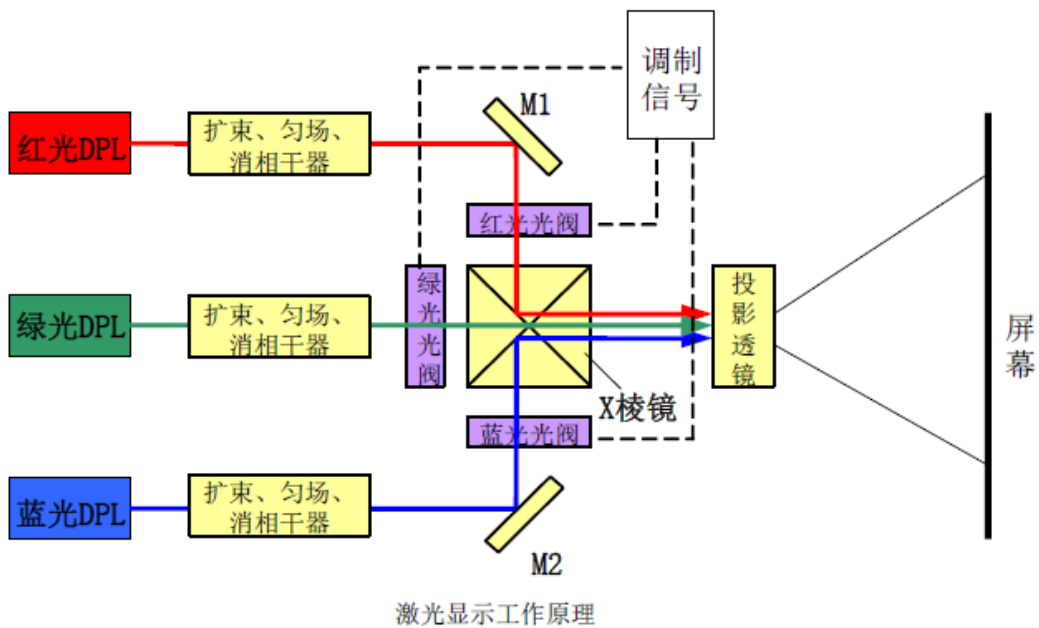 调制
信号
M1
红光DPL
扩束、匀场、
消相干器
红光光阀
绿光DPL
扩束、匀场、
消相干器
绿光光阀
投影透镜
屏幕
X棱镜
蓝光光阀
蓝光DPL
扩束、匀场、
消相干器
M2
激光显示工作原理